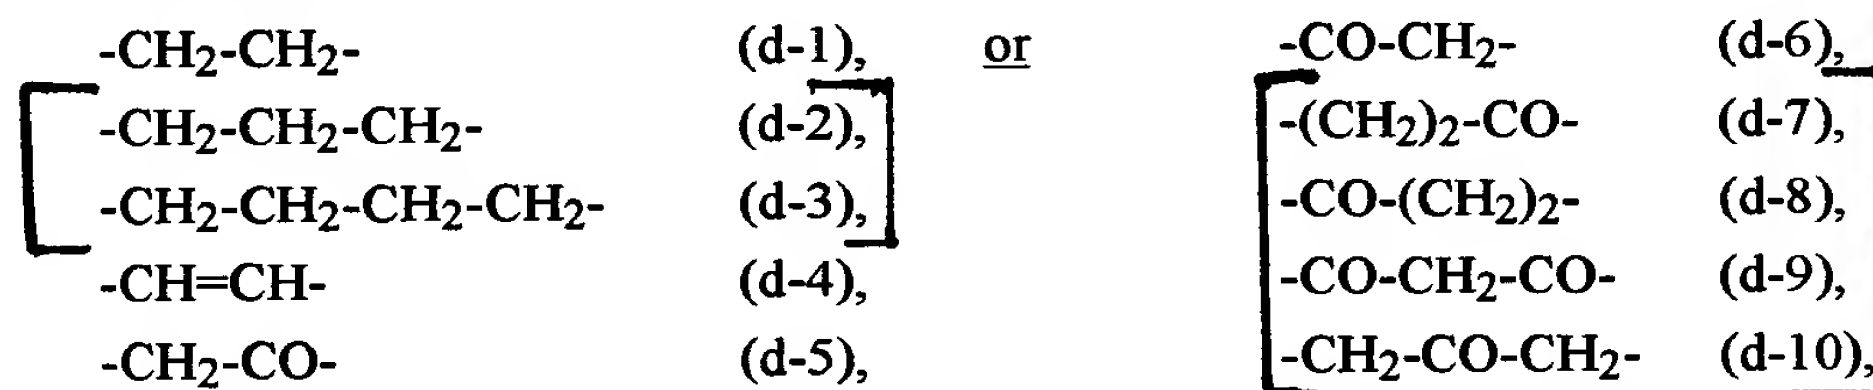 -CH2-CH2- (d-1), or -CO-CH2- (d-6),
-CH2-CH2-CH2- (d-2), -(CH2)2-CO- (d-7),
-CH2-CH2-CH2-CH2- (d-3), -CO-(CH2)2- (d-8),
-CH=CH- (d-4), -CO-CH2-CO- (d-9),
-CH2-CO- (d-5), -CH2-CO-CH2- (d-10),